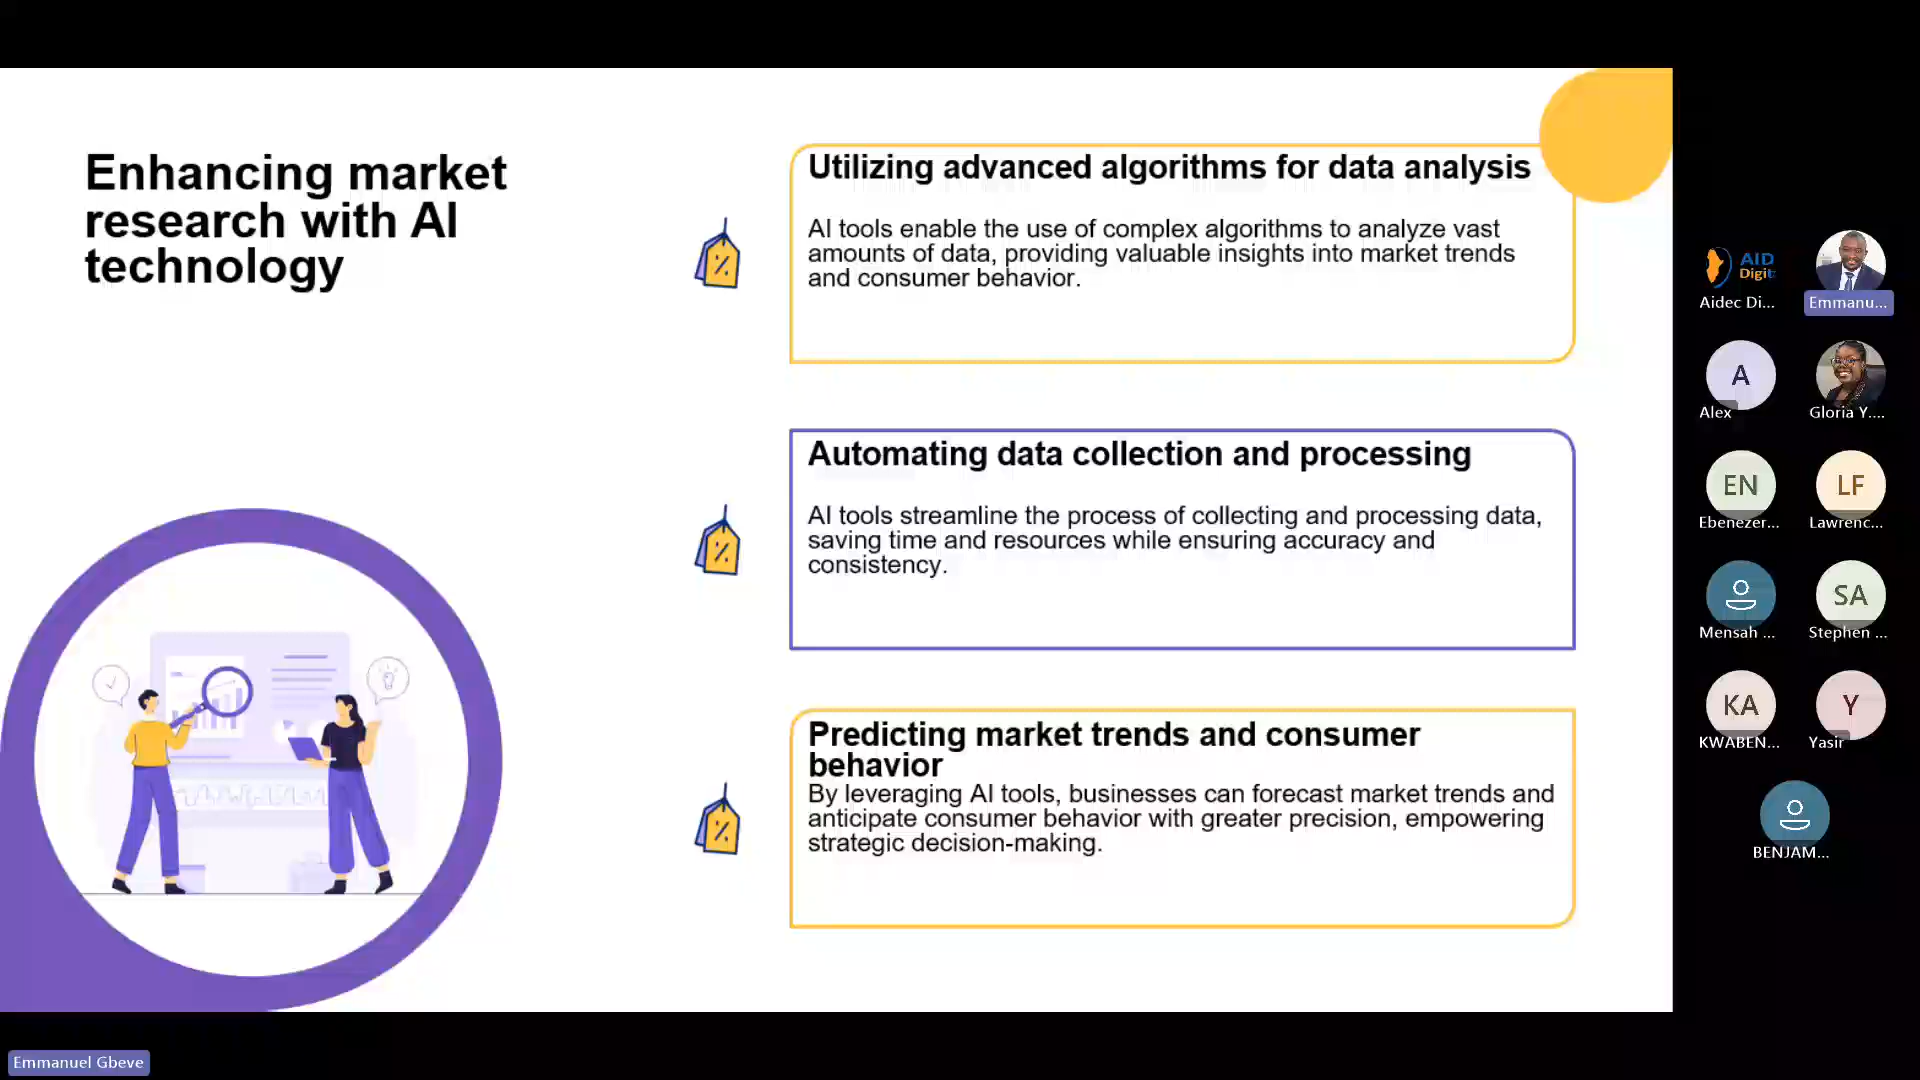 Enhancing market
research with AI
technology
Utilizing advanced algorithms for data analysis
AI tools enable the use of complex algorithms to analyze vast
amounts of data, providing valuable insights into market trends
and consumer behavior.
Automating data collection and processing
AI tools streamline the process of collecting and processing data,
saving time and resources while ensuring accuracy and
consistency.
Predicting market trends and consumer
behavior
By leveraging AI tools, businesses can forecast market trends and
anticipate consumer behavior with greater precision, empowering
strategic decision-making.
%
%
%
AID
Digit
Aidec Di...
Emmanu...
A
Alex
Gloria Y....
EN
Ebenezer...
LF
Lawrenc...
Mensah ...
SA
Stephen ...
KA
KWABEN...
Y
Yasir
BENJAM...
Emmanuel Gbeve